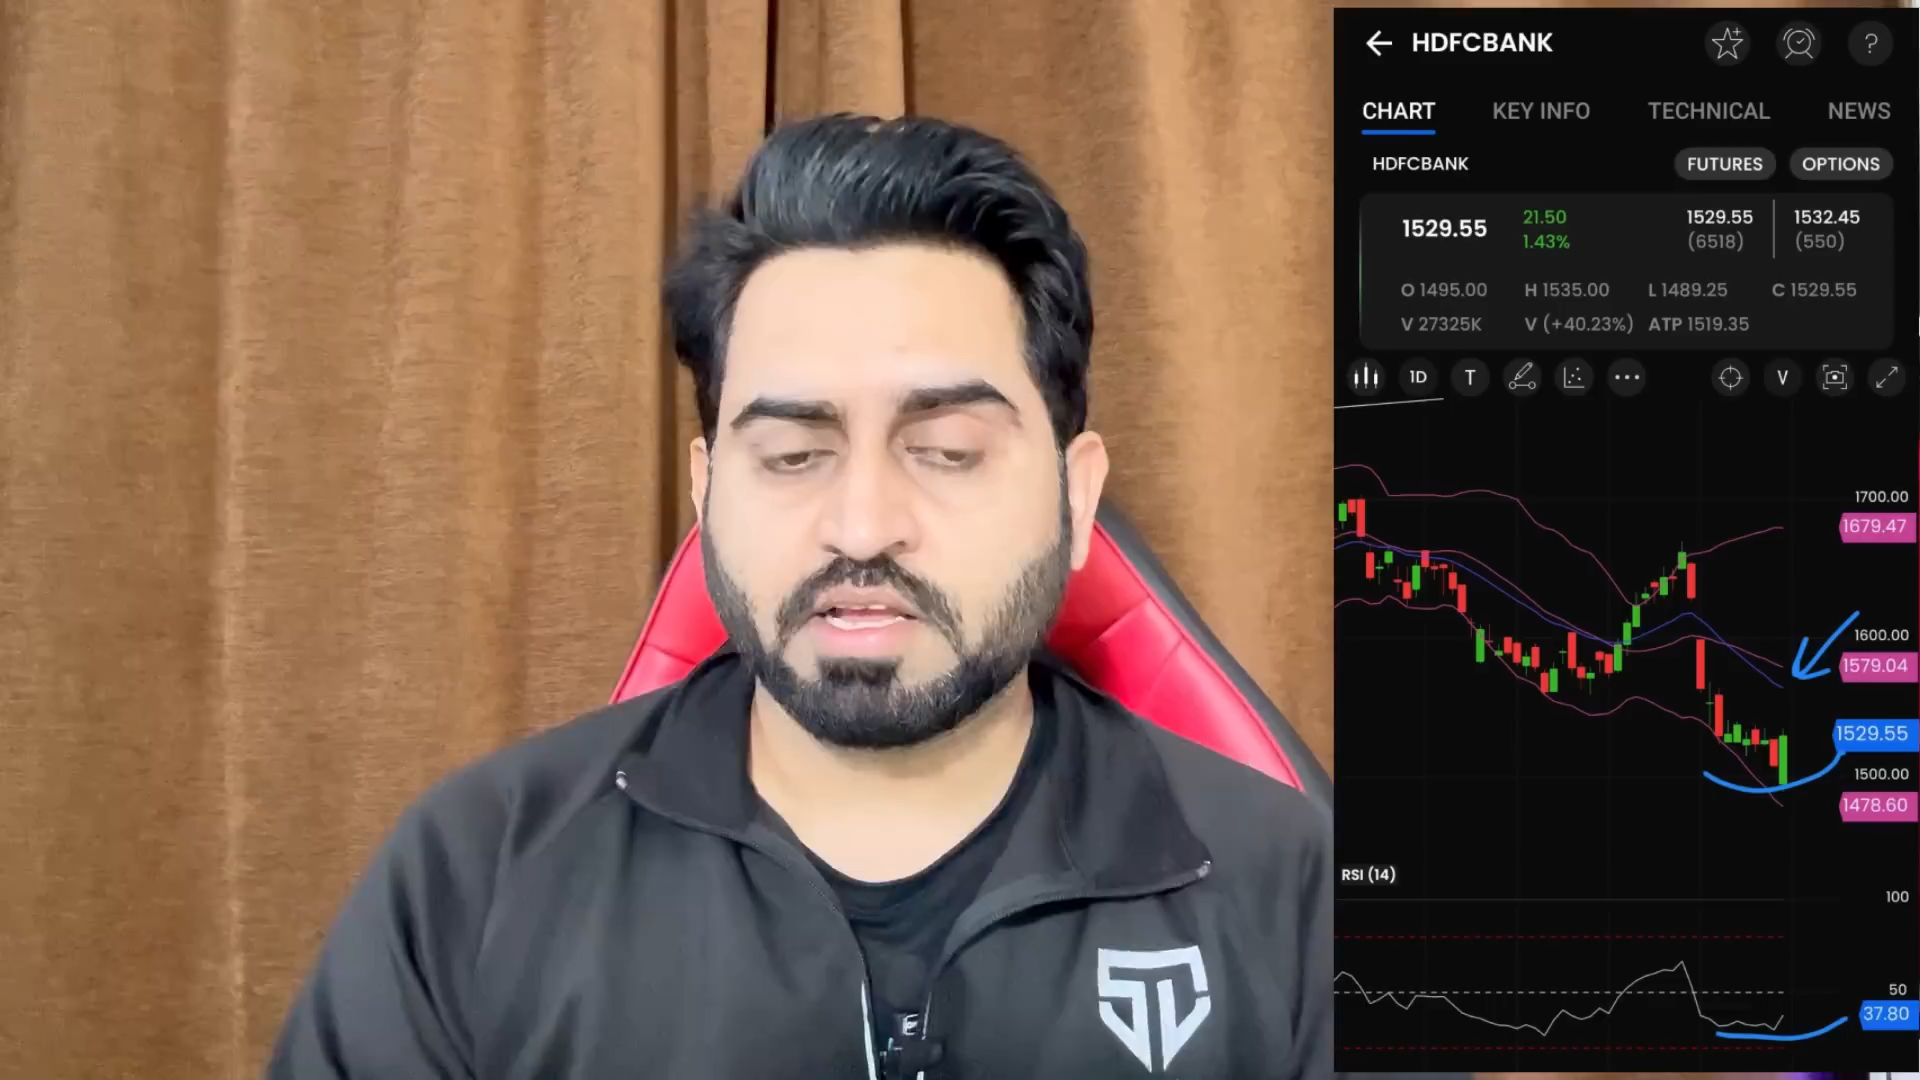 HDFCBANK
?
CHART KEY INFO TECHNICAL NEWS
HDFCBANK FUTURES OPTIONS
1529.55 21.50 1529.55 1532.45
1.43% (6518) (550)
O 1495.00 H 1535.00 L 1489.25 C 1529.55
V 27325K V (+40.23%) ATP 1519.35
1D T V
1700.00
1679.47
1600.00
1579.04
1529.55
1500.00
1478.60
RSI (14)
100
50
37.80